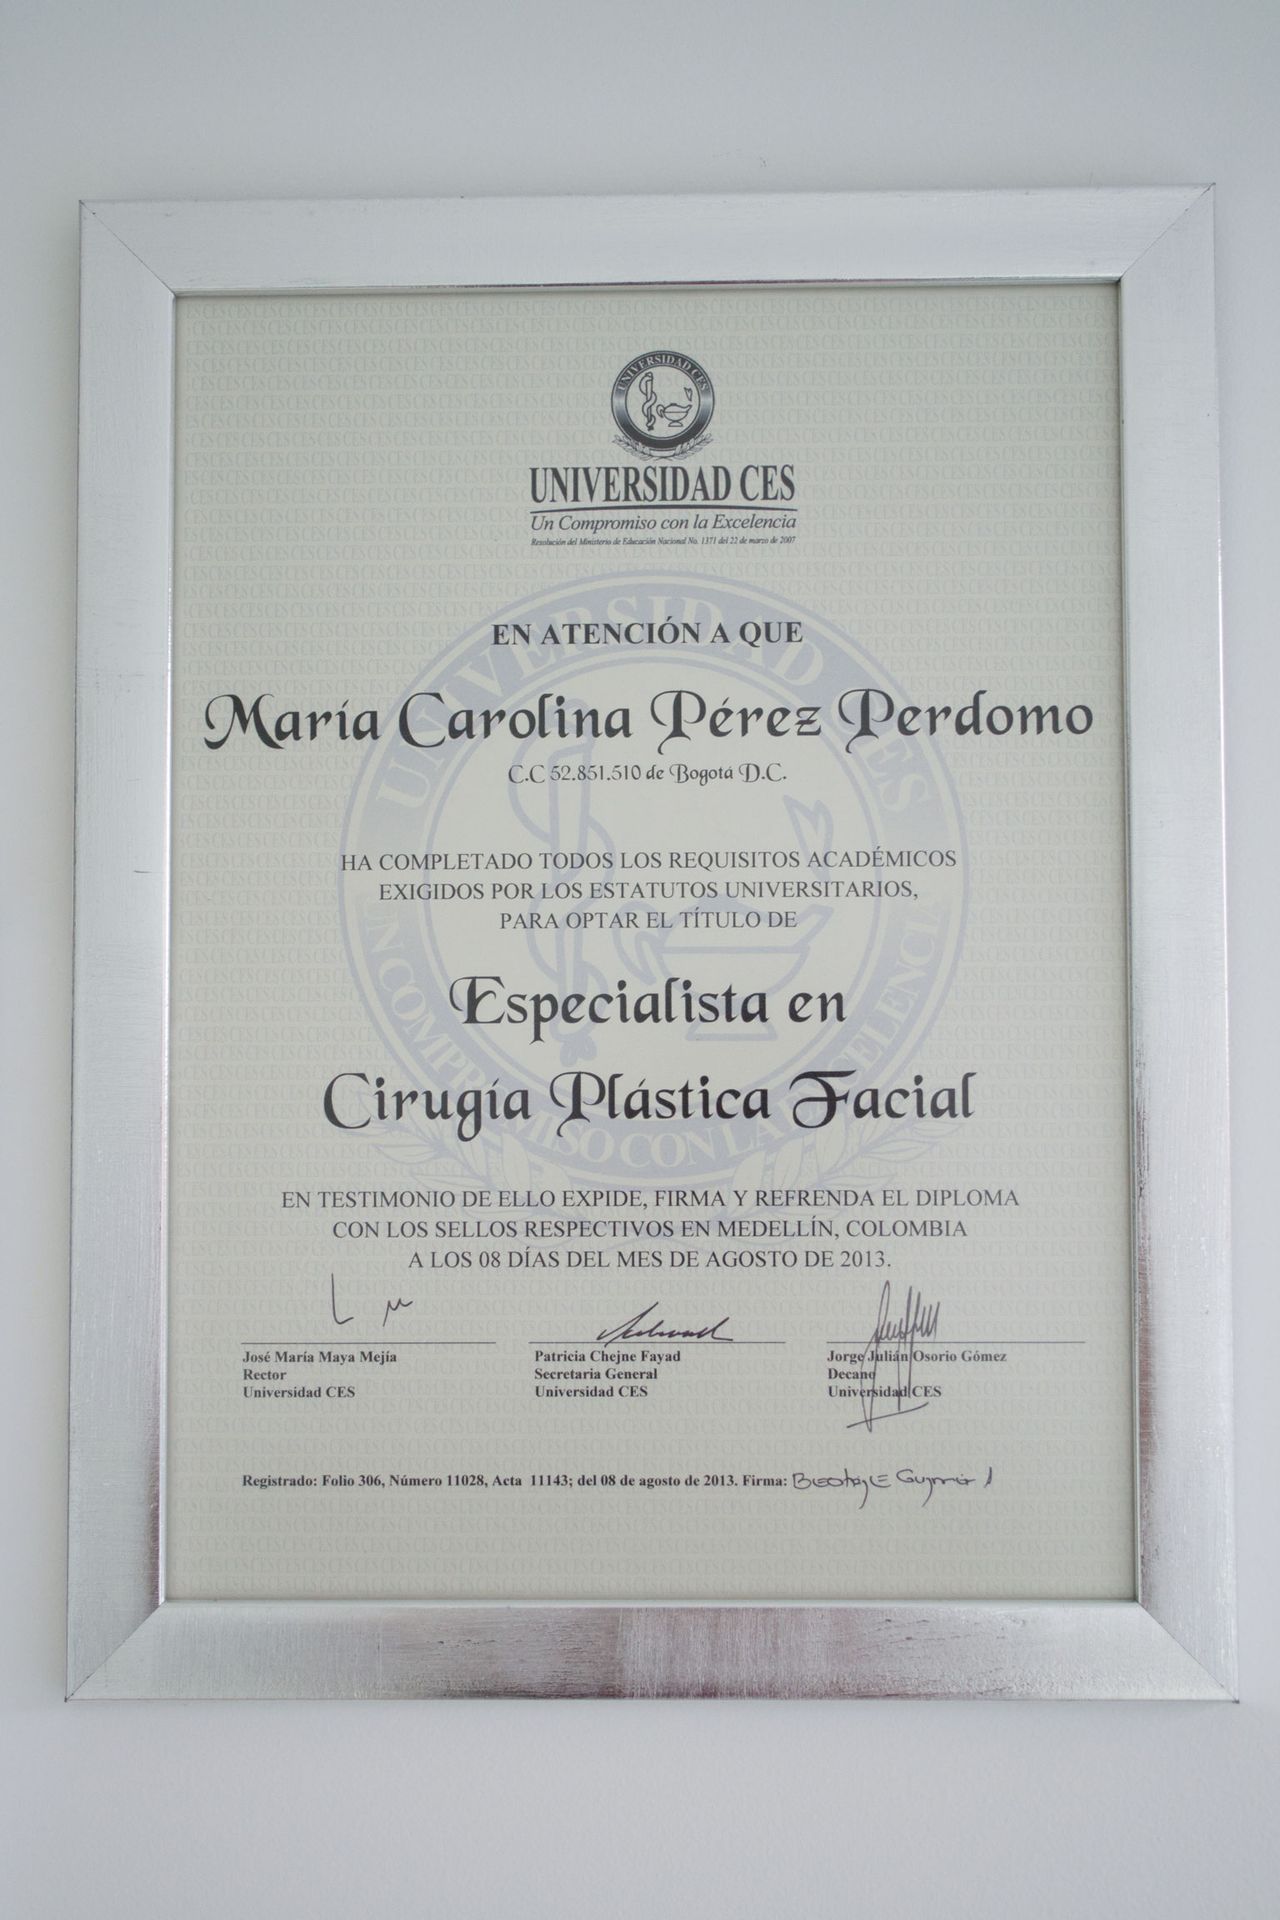 UNIVERSIDAD CES
UNIVERSIDAD CES
Un Compromiso con la Excelencia
Resolución del Ministerio de Educación Nacional No. 1371 del 22 de marzo de 2007
EN ATENCIÓN A QUE
María Carolina Pérez Perdomo
C.C 52.851.510 de Bogotá D.C.
HA COMPLETADO TODOS LOS REQUISITOS ACADÉMICOS
EXIGIDOS POR LOS ESTATUTOS UNIVERSITARIOS,
PARA OPTAR EL TÍTULO DE
Especialista en
Cirugía Plástica Facial
EN TESTIMONIO DE ELLO EXPIDE, FIRMA Y REFRENDA EL DIPLOMA
CON LOS SELLOS RESPECTIVOS EN MEDELLÍN, COLOMBIA
A LOS 08 DÍAS DEL MES DE AGOSTO DE 2013.
José María Maya Mejía
Rector
Universidad CES
Patricia Chejne Fayad
Secretaria General
Universidad CES
Jorge Julián Osorio Gómez
Decano
Universidad CES
Registrado: Folio 306, Número 11028, Acta 11143; del 08 de agosto de 2013. Firma: